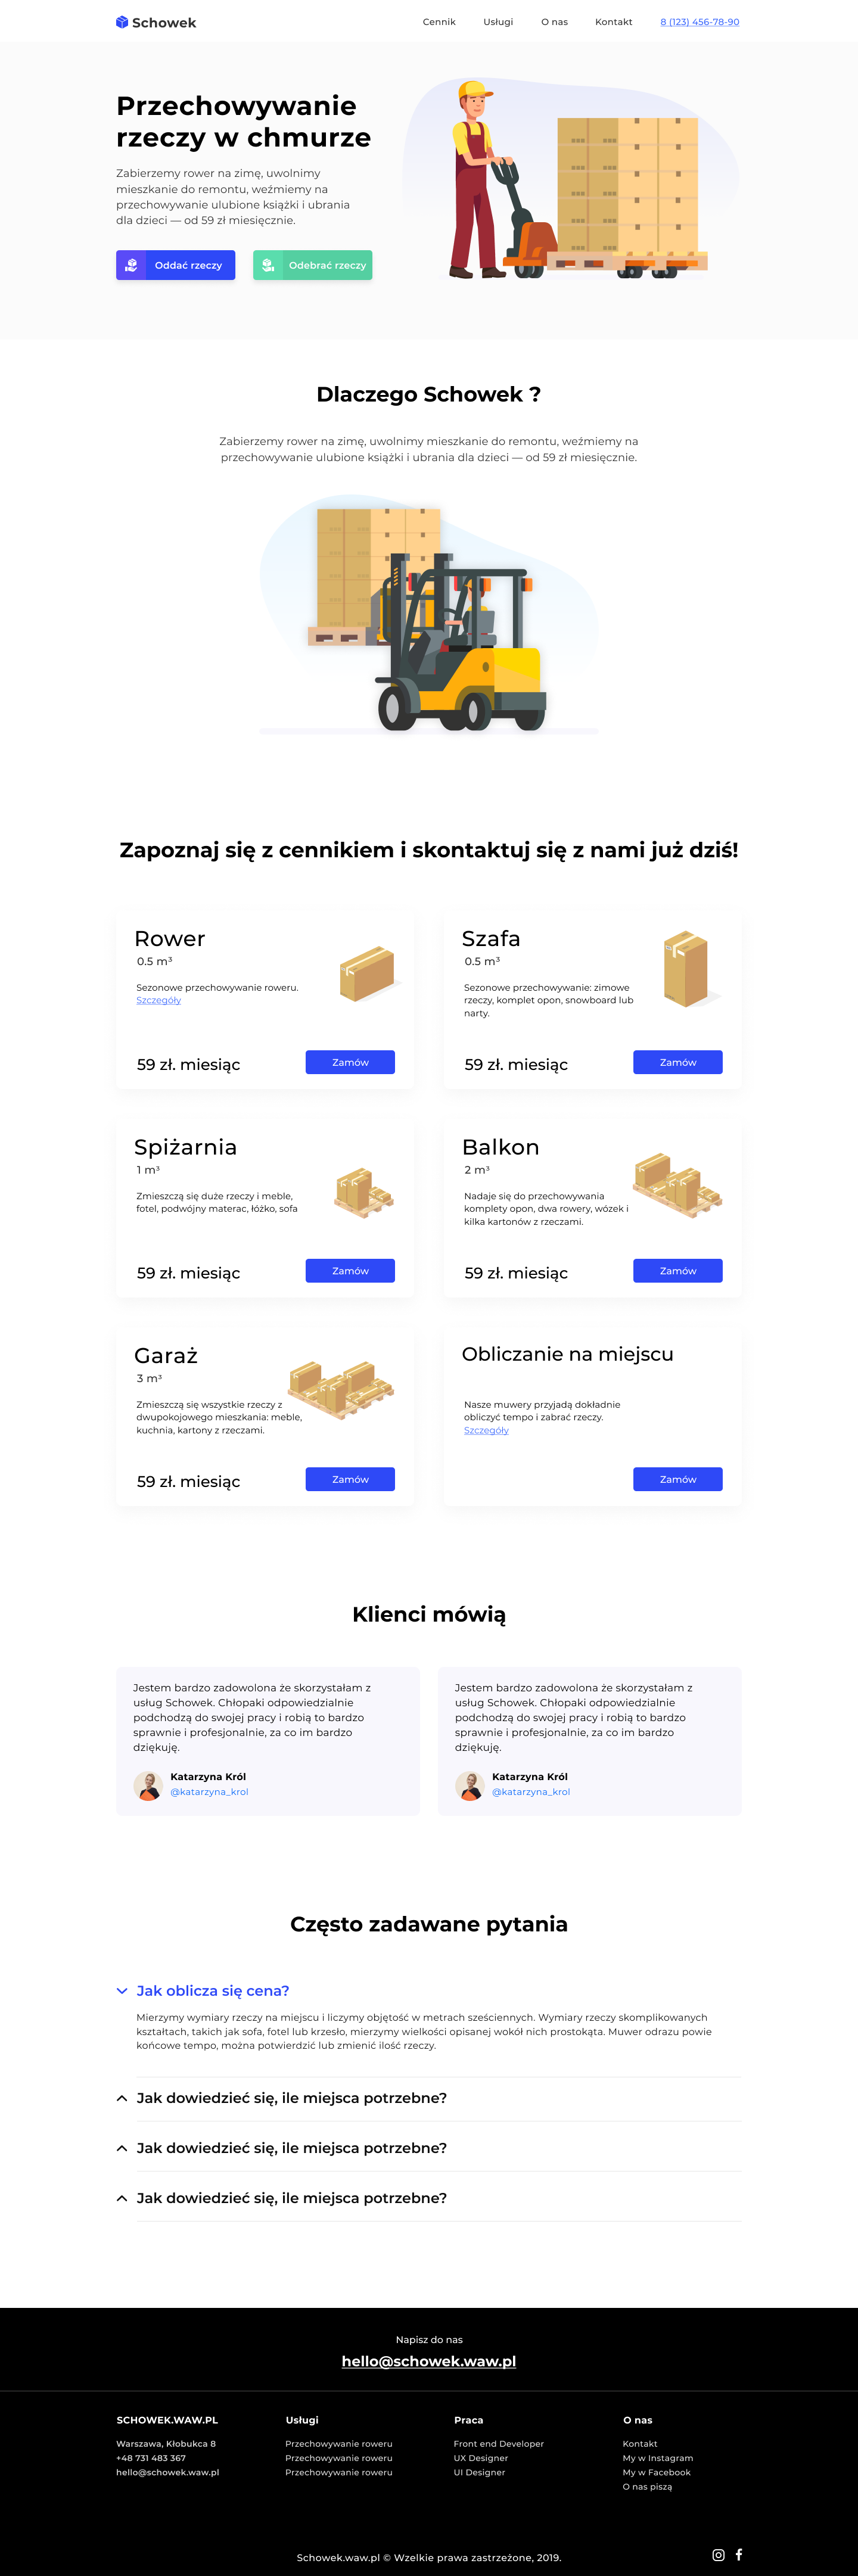 Schowek
Cennik
Usługi
O nas
Kontakt
8 (123) 456-78-90
Przechowywanie
rzeczy w chmurze
Zabierzemy rower na zimę, uwolnimy
mieszkanie do remontu, weźmiemy na
przechowywanie ulubione książki i ubrania
dla dzieci — od 59 zł miesięcznie.
Oddać rzeczy
Odebrać rzeczy
Dlaczego Schowek ?
Zabierzemy rower na zimę, uwolnimy mieszkanie do remontu, weźmiemy na
przechowywanie ulubione książki i ubrania dla dzieci — od 59 zł miesięcznie.
Zapoznaj się z cennikiem i skontaktuj się z nami już dziś!
Rower
0.5 m³
Sezonowe przechowywanie roweru.
Szczegóły
59 zł. miesiąc
Zamów
Szafa
0.5 m³
Sezonowe przechowywanie: zimowe
rzeczy, komplet opon, snowboard lub
narty.
59 zł. miesiąc
Zamów
Spiżarnia
1 m³
Zmieszczą się duże rzeczy i meble,
fotel, podwójny materac, łóżko, sofa
59 zł. miesiąc
Zamów
Balkon
2 m³
Nadaje się do przechowywania
komplety opon, dwa rowery, wózek i
kilka kartonów z rzeczami.
59 zł. miesiąc
Zamów
Garaż
3 m³
Zmieszczą się wszystkie rzeczy z
dwupokojowego mieszkania: meble,
kuchnia, kartony z rzeczami.
59 zł. miesiąc
Zamów
Obliczanie na miejscu
Nasze muwery przyjadą dokładnie
obliczyć tempo i zabrać rzeczy.
Szczegóły
Zamów
Klienci mówią
Jestem bardzo zadowolona że skorzystałam z
usług Schowek. Chłopaki odpowiedzialnie
podchodzą do swojej pracy i robią to bardzo
sprawnie i profesjonalnie, za co im bardzo
dziękuję.
Katarzyna Król
@katarzyna_krol
Jestem bardzo zadowolona że skorzystałam z
usług Schowek. Chłopaki odpowiedzialnie
podchodzą do swojej pracy i robią to bardzo
sprawnie i profesjonalnie, za co im bardzo
dziękuję.
Katarzyna Król
@katarzyna_krol
Często zadawane pytania
Jak oblicza się cena?
Mierzymy wymiary rzeczy na miejscu i liczymy objętość w metrach sześciennych. Wymiary rzeczy skomplikowanych
kształtach, takich jak sofa, fotel lub krzesło, mierzymy wielkości opisanej wokół nich prostokąta. Muwer odrazu powie
końcowe tempo, można potwierdzić lub zmienić ilość rzeczy.
Jak dowiedzieć się, ile miejsca potrzebne?
Jak dowiedzieć się, ile miejsca potrzebne?
Jak dowiedzieć się, ile miejsca potrzebne?
Napisz do nas
hello@schowek.waw.pl
SCHOWEK.WAW.PL
Warszawa, Kłobukca 8
+48 731 483 367
hello@schowek.waw.pl
Usługi
Przechowywanie roweru
Przechowywanie roweru
Przechowywanie roweru
Praca
Front end Developer
UX Designer
UI Designer
O nas
Kontakt
My w Instagram
My w Facebook
O nas piszą
Schowek.waw.pl © Wzelkie prawa zastrzeżone, 2019.